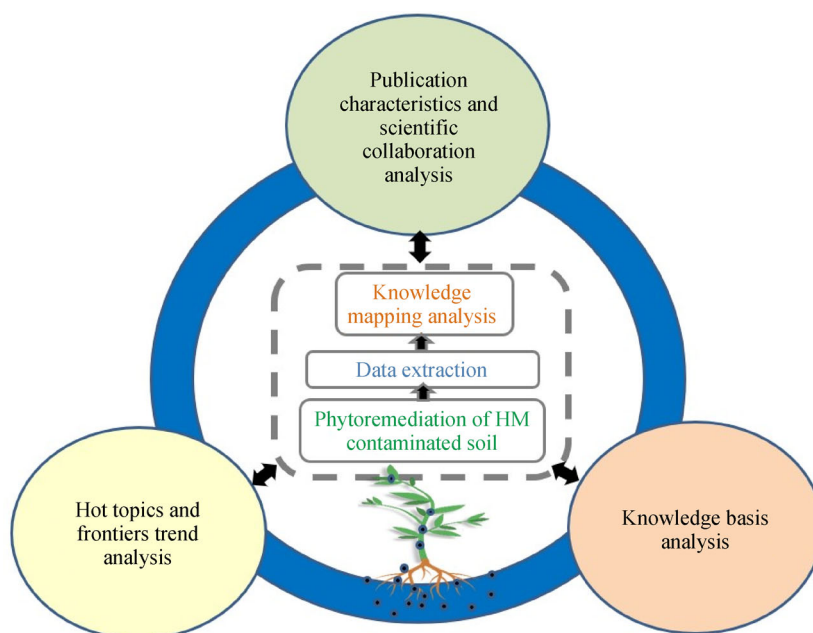 Publication
characteristics and
scientific
collaboration
analysis
Knowledge
mapping analysis
Data extraction
Phytoremediation of HM
contaminated soil
Hot topics and
frontiers trend
analysis
Knowledge basis
analysis